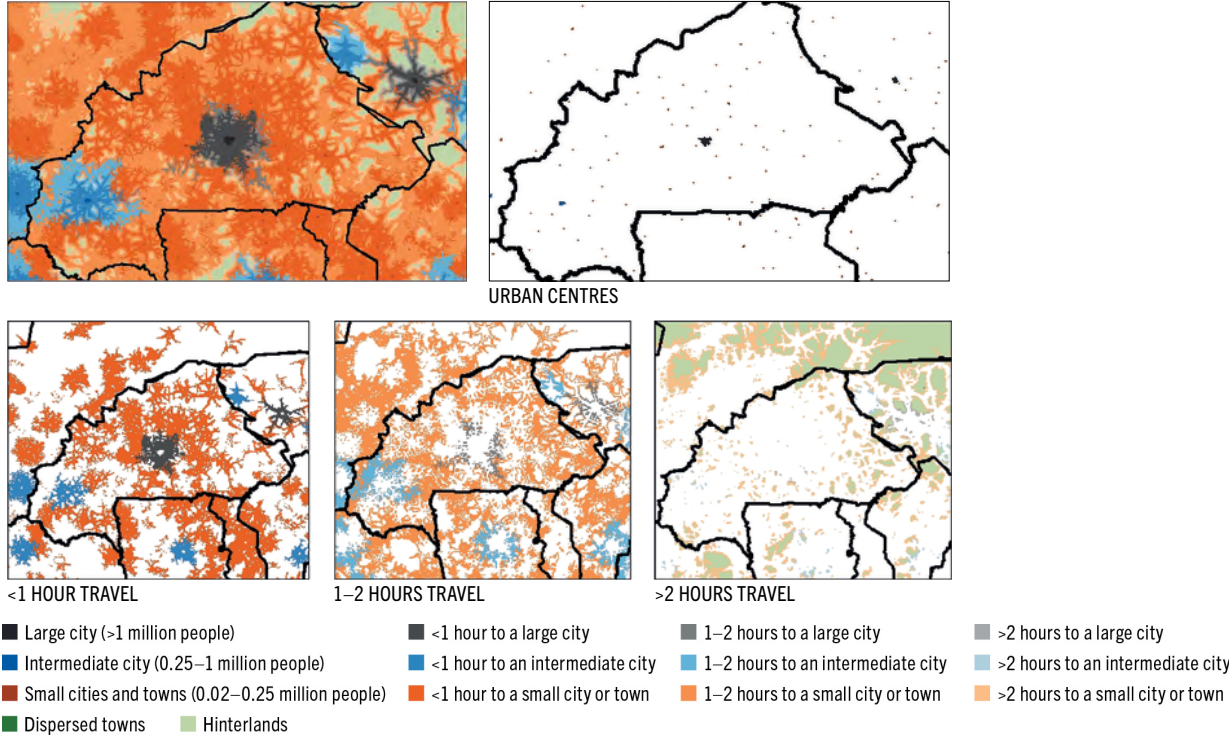 URBAN CENTRES
<1 HOUR TRAVEL
1–2 HOURS TRAVEL
>2 HOURS TRAVEL
Large city (>1 million people)
<1 hour to a large city
1–2 hours to a large city
>2 hours to a large city
Intermediate city (0.25–1 million people)
<1 hour to an intermediate city
1–2 hours to an intermediate city
>2 hours to an intermediate city
Small cities and towns (0.02–0.25 million people)
<1 hour to a small city or town
1–2 hours to a small city or town
>2 hours to a small city or town
Dispersed towns
Hinterlands